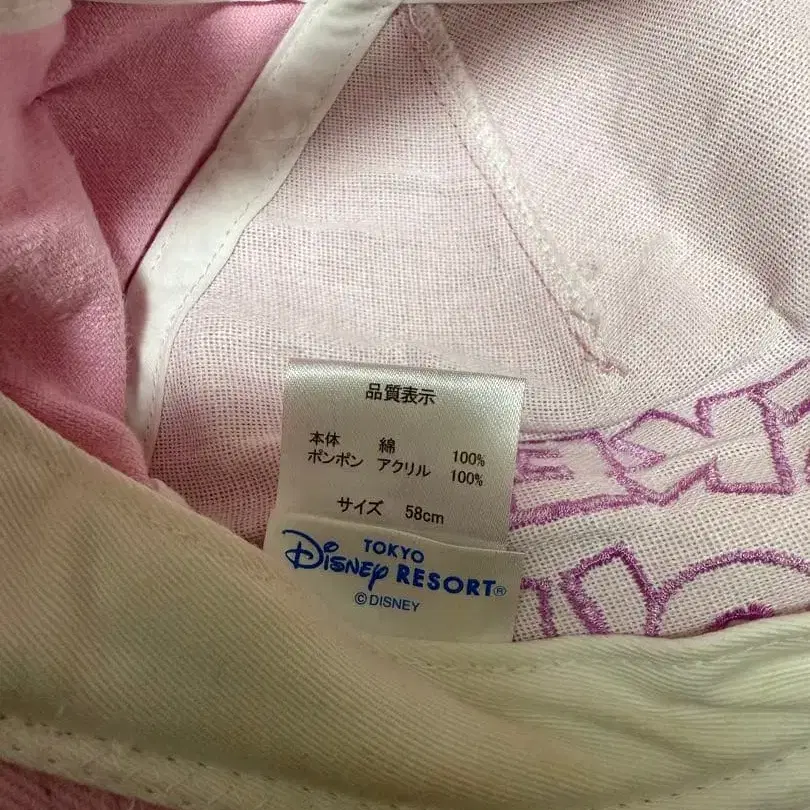 品質表示
本体 綿 100%
ポンポン アクリル 100%
サイズ 58cm
TOKYO
Disney RESORT®
©DISNEY